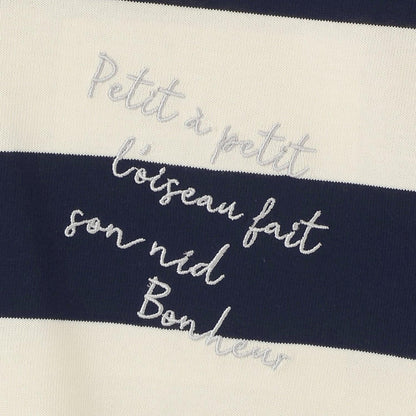 Petit à petit
l'oiseau fait
son nid
Bonheur